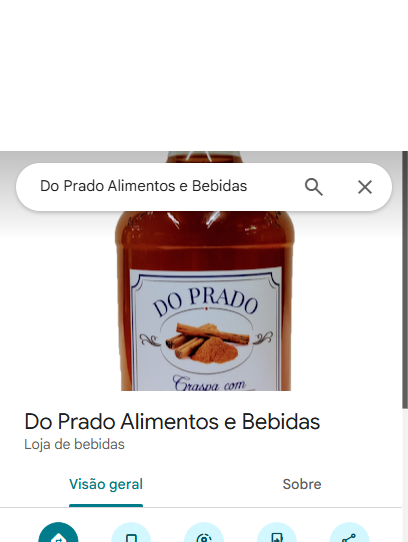 Do Prado Alimentos e Bebidas
DO PRADO
Graspa com
Do Prado Alimentos e Bebidas
Loja de bebidas
Visão geral
Sobre